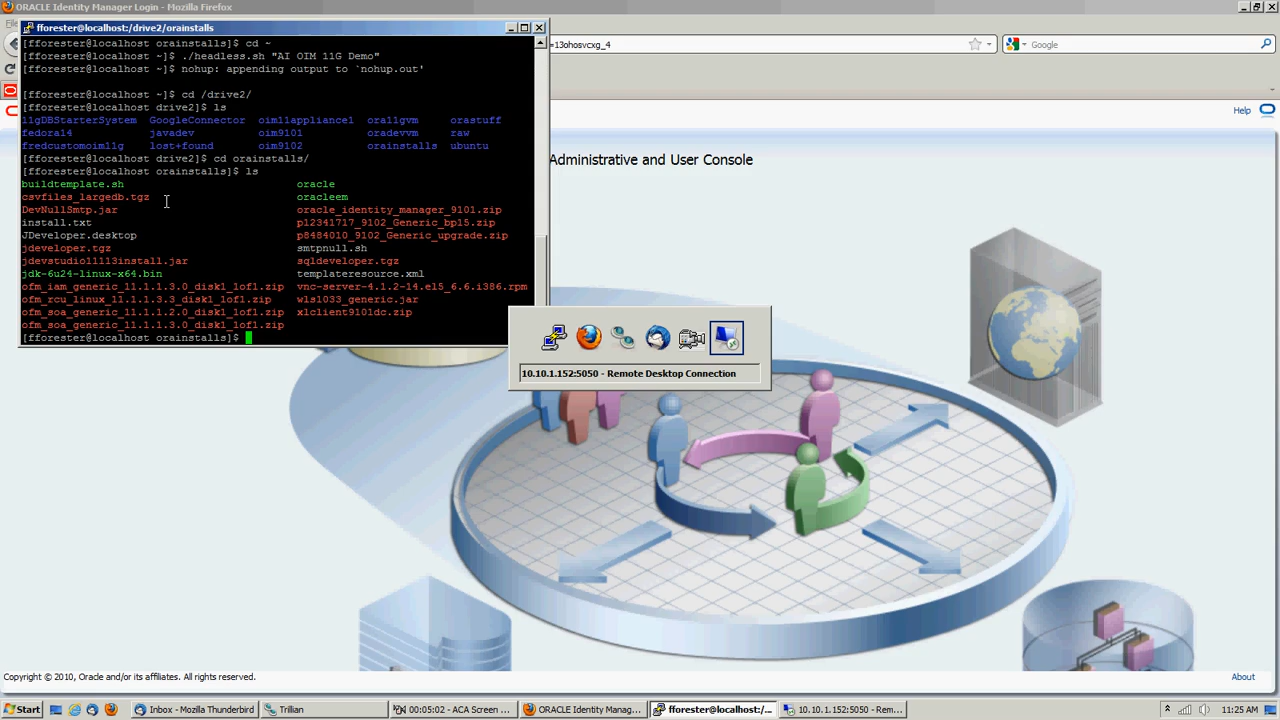 ORACLE Identity Manager Login - Mozilla Firefox
fforester@localhost:/drive2/orainstalls
[fforester@localhost orainstalls]$ cd ~
[fforester@localhost ~]$ ./headless.sh "AI OIM 11G Demo"
[fforester@localhost ~]$ nohup: appending output to `nohup.out'
[fforester@localhost ~]$ cd /drive2/
[fforester@localhost drive2]$ ls
11gDBStarterSystem GoogleConnector oim11appliance1 ora11gvm orastuff
fedora14 javadev oim9101 oradevvm raw
fredcustomoim11g lost+found oim9102 orainstalls ubuntu
[fforester@localhost drive2]$ cd orainstalls/
[fforester@localhost orainstalls]$ ls
buildtemplate.sh oracle
csvfiles_largedb.tgz oracleem
DevNullSmtp.jar oracle_identity_manager_9101.zip
install.txt p12341717_9102_Generic_bp15.zip
JDeveloper.desktop p8484010_9102_Generic_upgrade.zip
jdeveloper.tgz smtpnull.sh
jdevstudio11113install.jar sqldeveloper.tgz
jdk-6u24-linux-x64.bin templateresource.xml
ofm_iam_generic_11.1.1.3.0_disk1_1of1.zip vnc-server-4.1.2-14.el5_6.6.i386.rpm
ofm_rcu_linux_11.1.1.3.3_disk1_1of1.zip wls1033_generic.jar
ofm_soa_generic_11.1.1.2.0_disk1_1of1.zip xlclient9101dc.zip
ofm_soa_generic_11.1.1.3.0_disk1_1of1.zip
[fforester@localhost orainstalls]$
=13ohosvcxg_4
Google
Help
Administrative and User Console
10.10.1.152:5050 - Remote Desktop Connection
Copyright © 2010, Oracle and/or its affiliates. All rights reserved.
About
Start
Inbox - Mozilla Thunderbird
Trillian
00:05:02 - ACA Screen ...
ORACLE Identity Manag...
fforester@localhost:/...
10.10.1.152:5050 - Rem...
11:25 AM